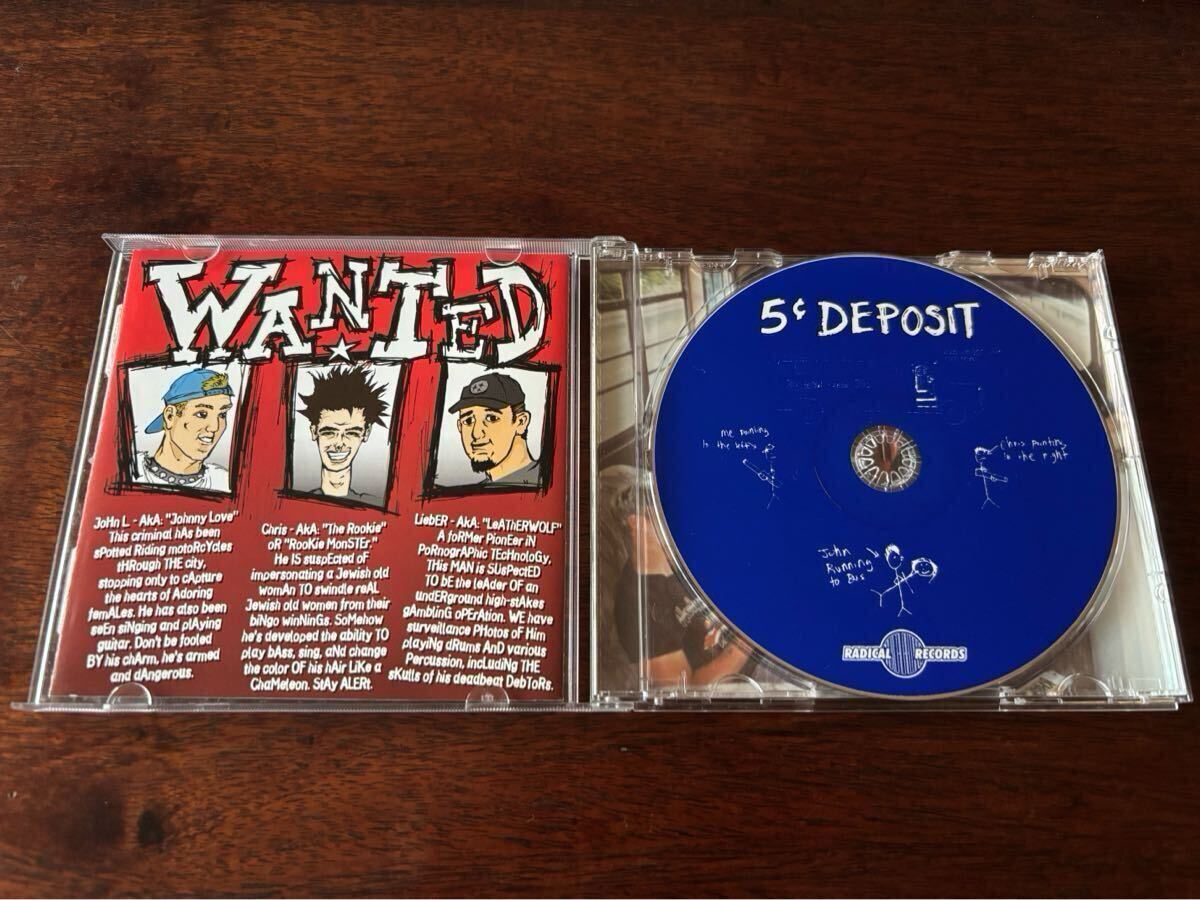 WANTED
JoHn L - AkA: "Johnny Love"
This criminal hAs been
sPotted Riding motoRcYcles
tHRough THE city,
stopping only to cApture
the hearts of Adoring
femALes. He has also been
seEn siNging and plAying
guitar. Don't be fooled
BY his chArm, he's armed
and dAngerous.
Chris - AkA: "The Rookie"
oR "RooKie MonSTEr."
He IS suspEcted oF
impersonating a Jewish old
womAn TO swindle reAL
Jewish old women from their
biNgo winNinGs. SoMehow
he's developed the ability TO
play bAss, sing, aNd change
the color OF his hAir LiKe a
ChaMeLeon. StAy ALERt.
LiebER - AkA: "LeATHERWOLF"
A foRMer PionEer iN
PoRnogrAPhic TEchnoloGy,
THis MAN is SUsPectED
TO bE the leAder OF an
undERground high-stAkes
gAmblinG oPErAtion. WE have
surveillance PHotos of Him
playiNg dRums AnD various
Percussion, incluDiNg THE
sKulls of his deadbeat DebToRs.
5¢ DEPOSIT
me pointing
to the left
chris pointing
to the right
John
Running
to Bus
RADICAL RECORDS